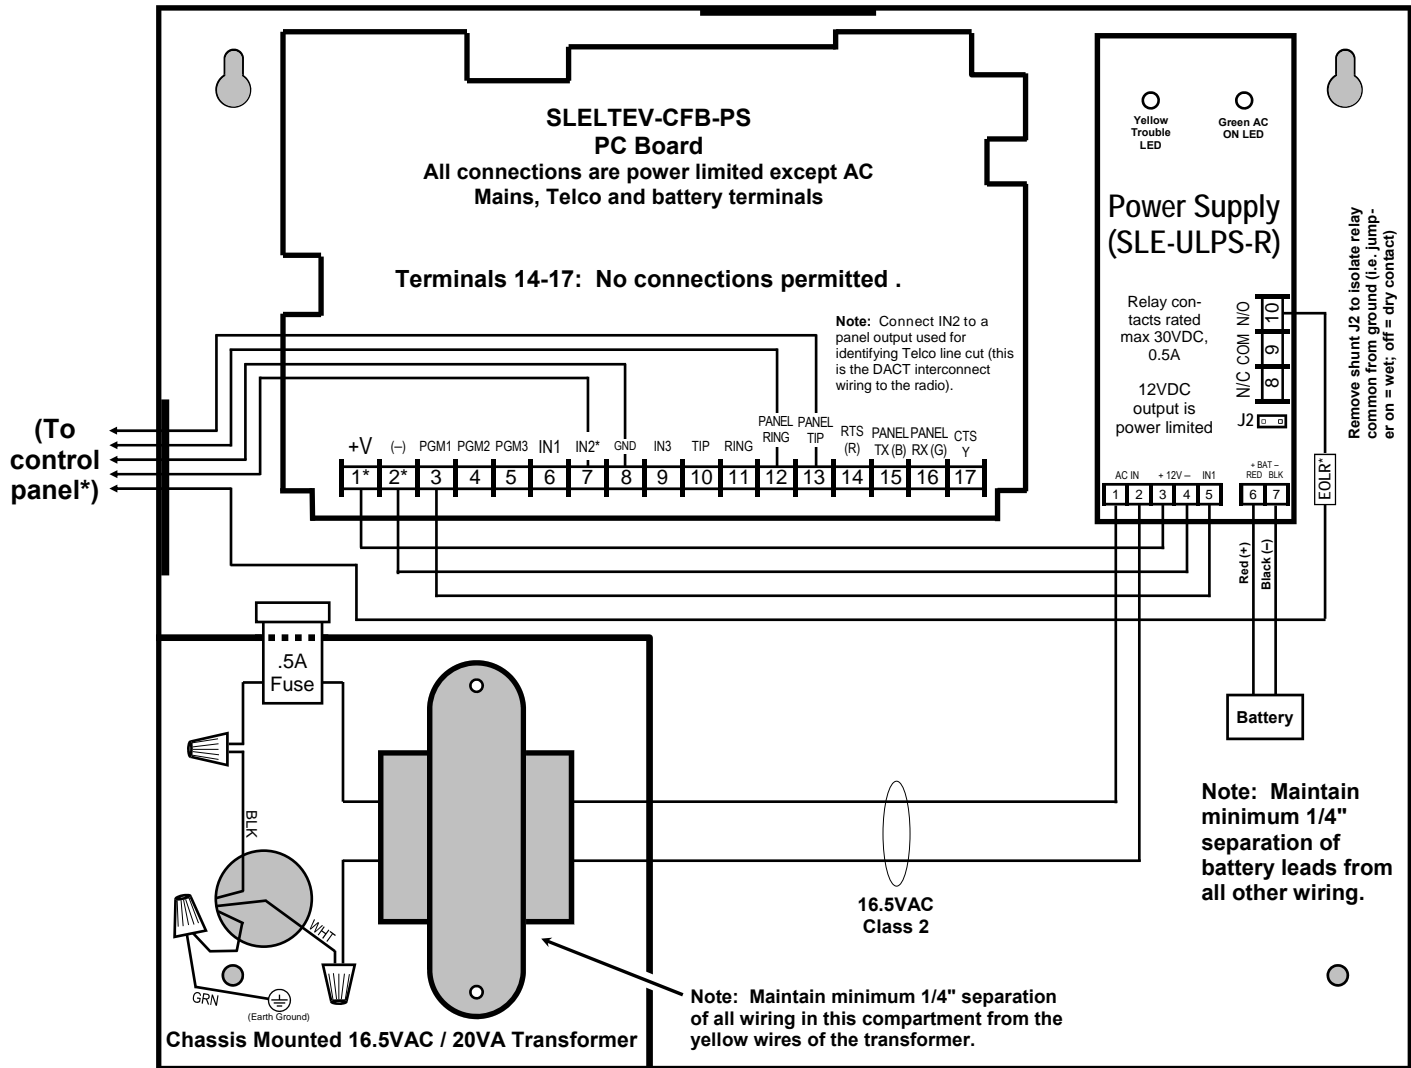 SLELTEV-CFB-PS
PC Board
All connections are power limited except AC
Mains, Telco and battery terminals
Terminals 14-17:  No connections permitted .
Note:  Connect IN2 to a
panel output used for
identifying Telco line cut (this
is the DACT interconnect
wiring to the radio).
(To
control
panel*)
+V
(–)
PGM1
PGM2
PGM3
IN1
IN2*
GND
IN3
TIP
RING
PANEL
RING
PANEL
TIP
RTS
(R)
PANEL
TX (B)
PANEL
RX (G)
CTS
Y
1* 2* 3 4 5 6 7 8 9 10 11 12 13 14 15 16 17
Yellow
Trouble
LED
Green AC
ON LED
Power Supply
(SLE-ULPS-R)
Relay con-
tacts rated
max 30VDC,
0.5A
12VDC
output is
power limited
N/C COM N/O
8 9 10
J2
AC IN
+ 12V –
IN1
+ BAT –
RED BLK
1 2 3 4 5 6 7
Remove shunt J2 to isolate relay
common from ground (i.e. jump-
er on = wet; off = dry contact)
EOLR*
Red (+)
Black (–)
Battery
Note:  Maintain
minimum 1/4"
separation of
battery leads from
all other wiring.
.5A
Fuse
BLK
WHT
GRN
(Earth Ground)
Chassis Mounted 16.5VAC / 20VA Transformer
16.5VAC
Class 2
Note:  Maintain minimum 1/4" separation
of all wiring in this compartment from the
yellow wires of the transformer.